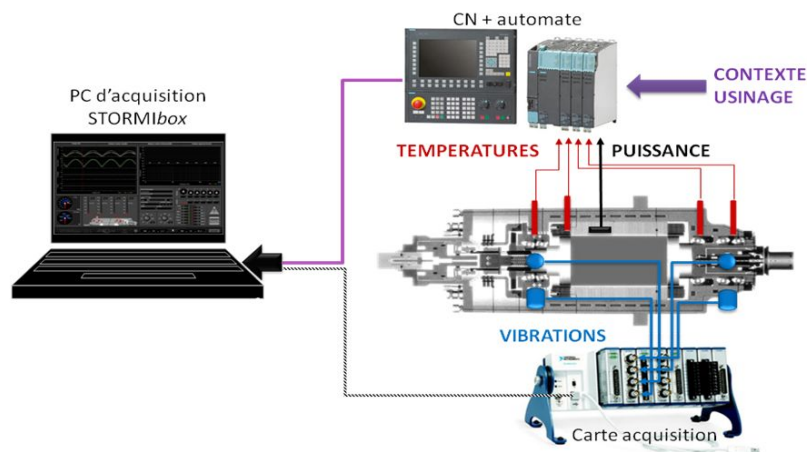 CN + automate
PC d'acquisition
STORMIbox
CONTEXTE
USINAGE
TEMPERATURES
PUISSANCE
VIBRATIONS
Carte acquisition